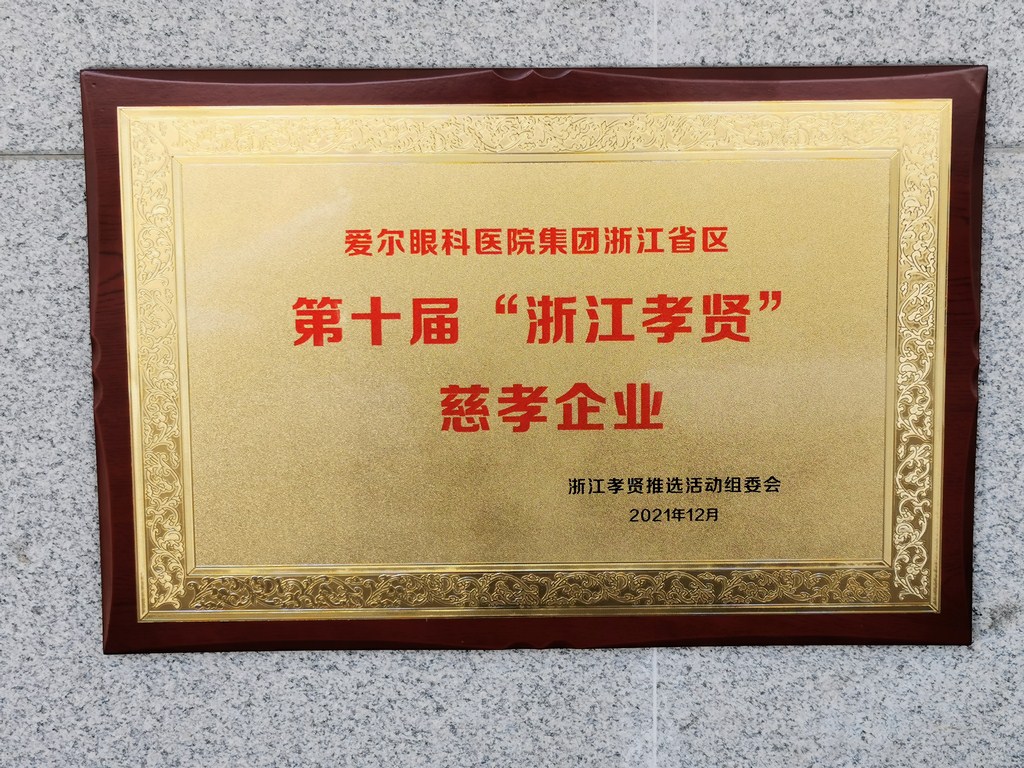 爱尔眼科医院集团浙江省区
第十届“浙江孝贤”
慈孝企业
浙江孝贤推选活动组委会
2021年12月